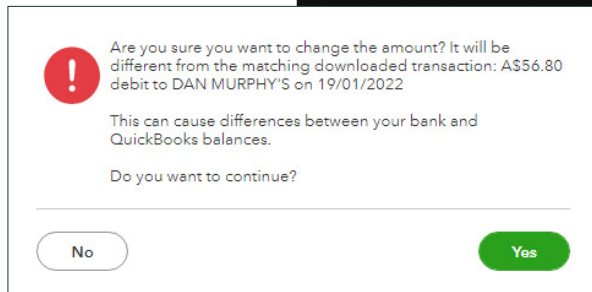 Are you sure you want to change the amount? It will be
different from the matching downloaded transaction: A$56.80
debit to DAN MURPHY'S on 19/01/2022
This can cause differences between your bank and
QuickBooks balances.
Do you want to continue?
No
Yes